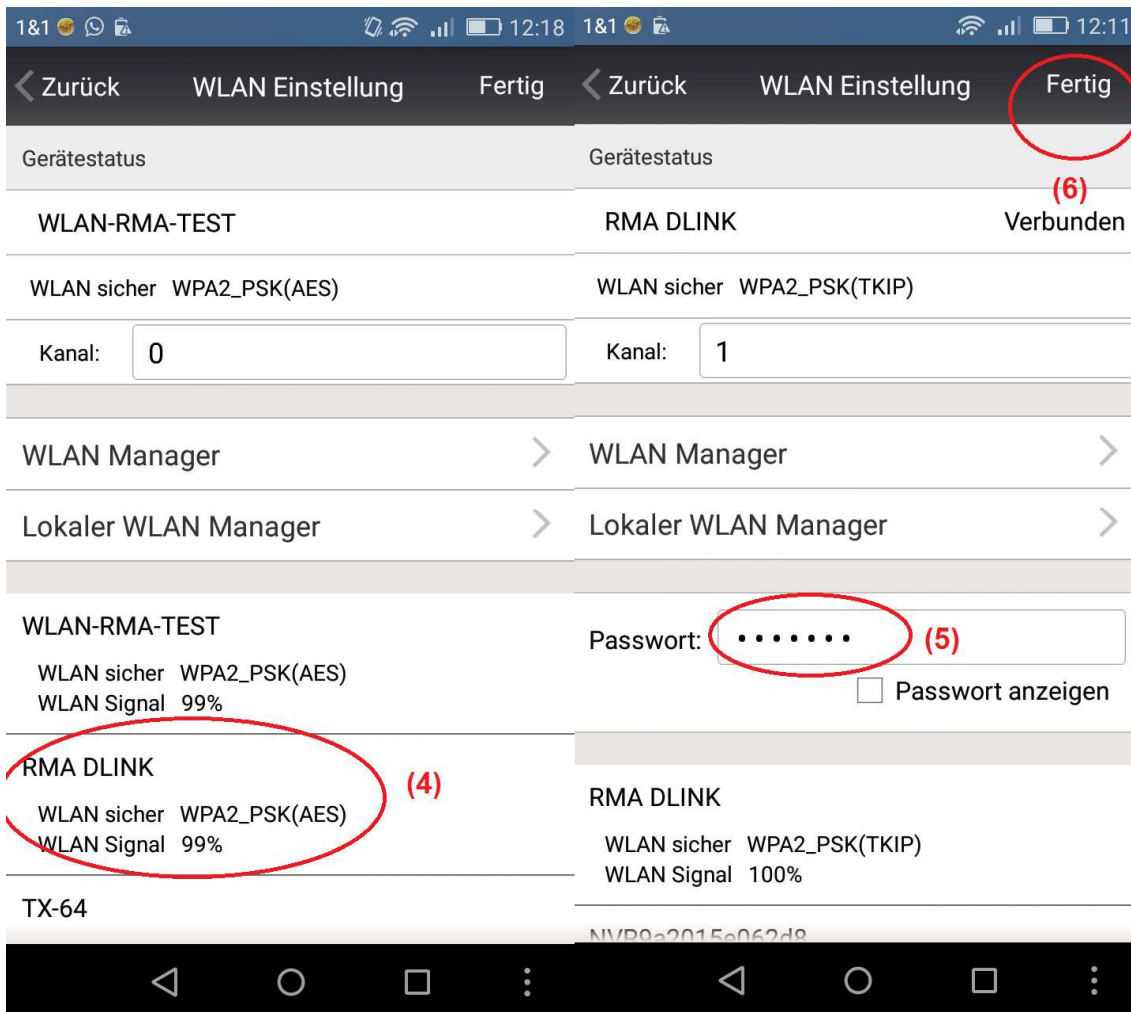 1&1 12:18
Zurück WLAN Einstellung Fertig
Gerätestatus
WLAN-RMA-TEST
WLAN sicher WPA2_PSK(AES)
Kanal: 0
WLAN Manager
Lokaler WLAN Manager
WLAN-RMA-TEST
WLAN sicher WPA2_PSK(AES)
WLAN Signal 99%
RMA DLINK
(4)
WLAN sicher WPA2_PSK(AES)
WLAN Signal 99%
TX-64
1&1 12:11
Zurück WLAN Einstellung Fertig
Gerätestatus
(6)
RMA DLINK Verbunden
WLAN sicher WPA2_PSK(TKIP)
Kanal: 1
WLAN Manager
Lokaler WLAN Manager
Passwort: ••••••• (5)
Passwort anzeigen
RMA DLINK
WLAN sicher WPA2_PSK(TKIP)
WLAN Signal 100%
NVR9a2015e062d8